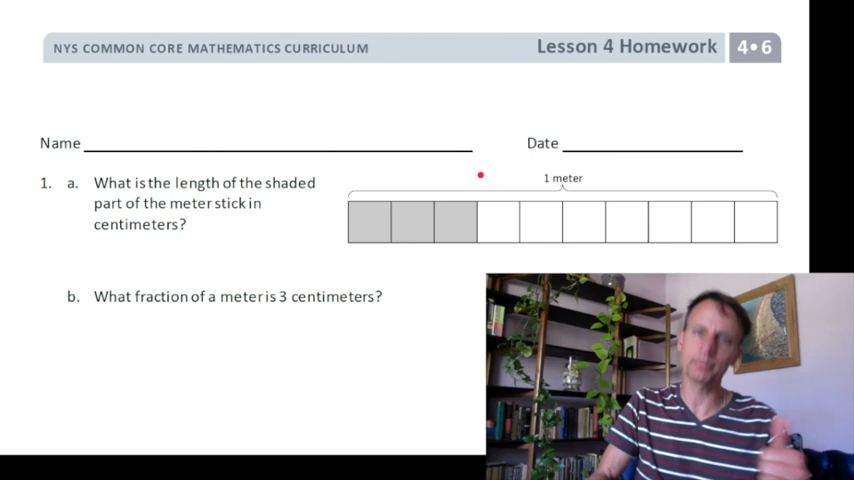 NYS COMMON CORE MATHEMATICS CURRICULUM
Lesson 4 Homework 4•6
Name
Date
1. a. What is the length of the shaded
part of the meter stick in
centimeters?
1 meter
b. What fraction of a meter is 3 centimeters?